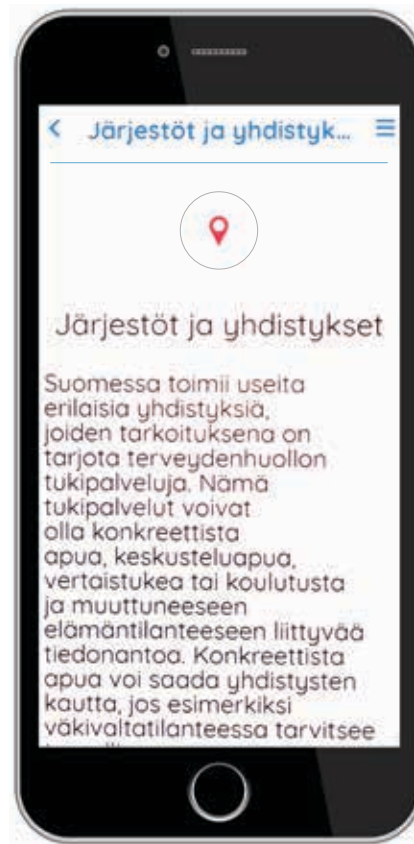 Järjestöt ja yhdistyk...
Järjestöt ja yhdistykset
Suomessa toimii useita
erilaisia yhdistyksiä,
joiden tarkoituksena on
tarjota terveydenhuollon
tukipalveluja. Nämä
tukipalvelut voivat
olla konkreettista
apua, keskusteluapua,
vertaistukea tai koulutusta
ja muuttuneeseen
elämäntilanteeseen liittyvää
tiedonantoa. Konkreettista
apua voi saada yhdistysten
kautta, jos esimerkiksi
väkivaltatilanteessa tarvitsee